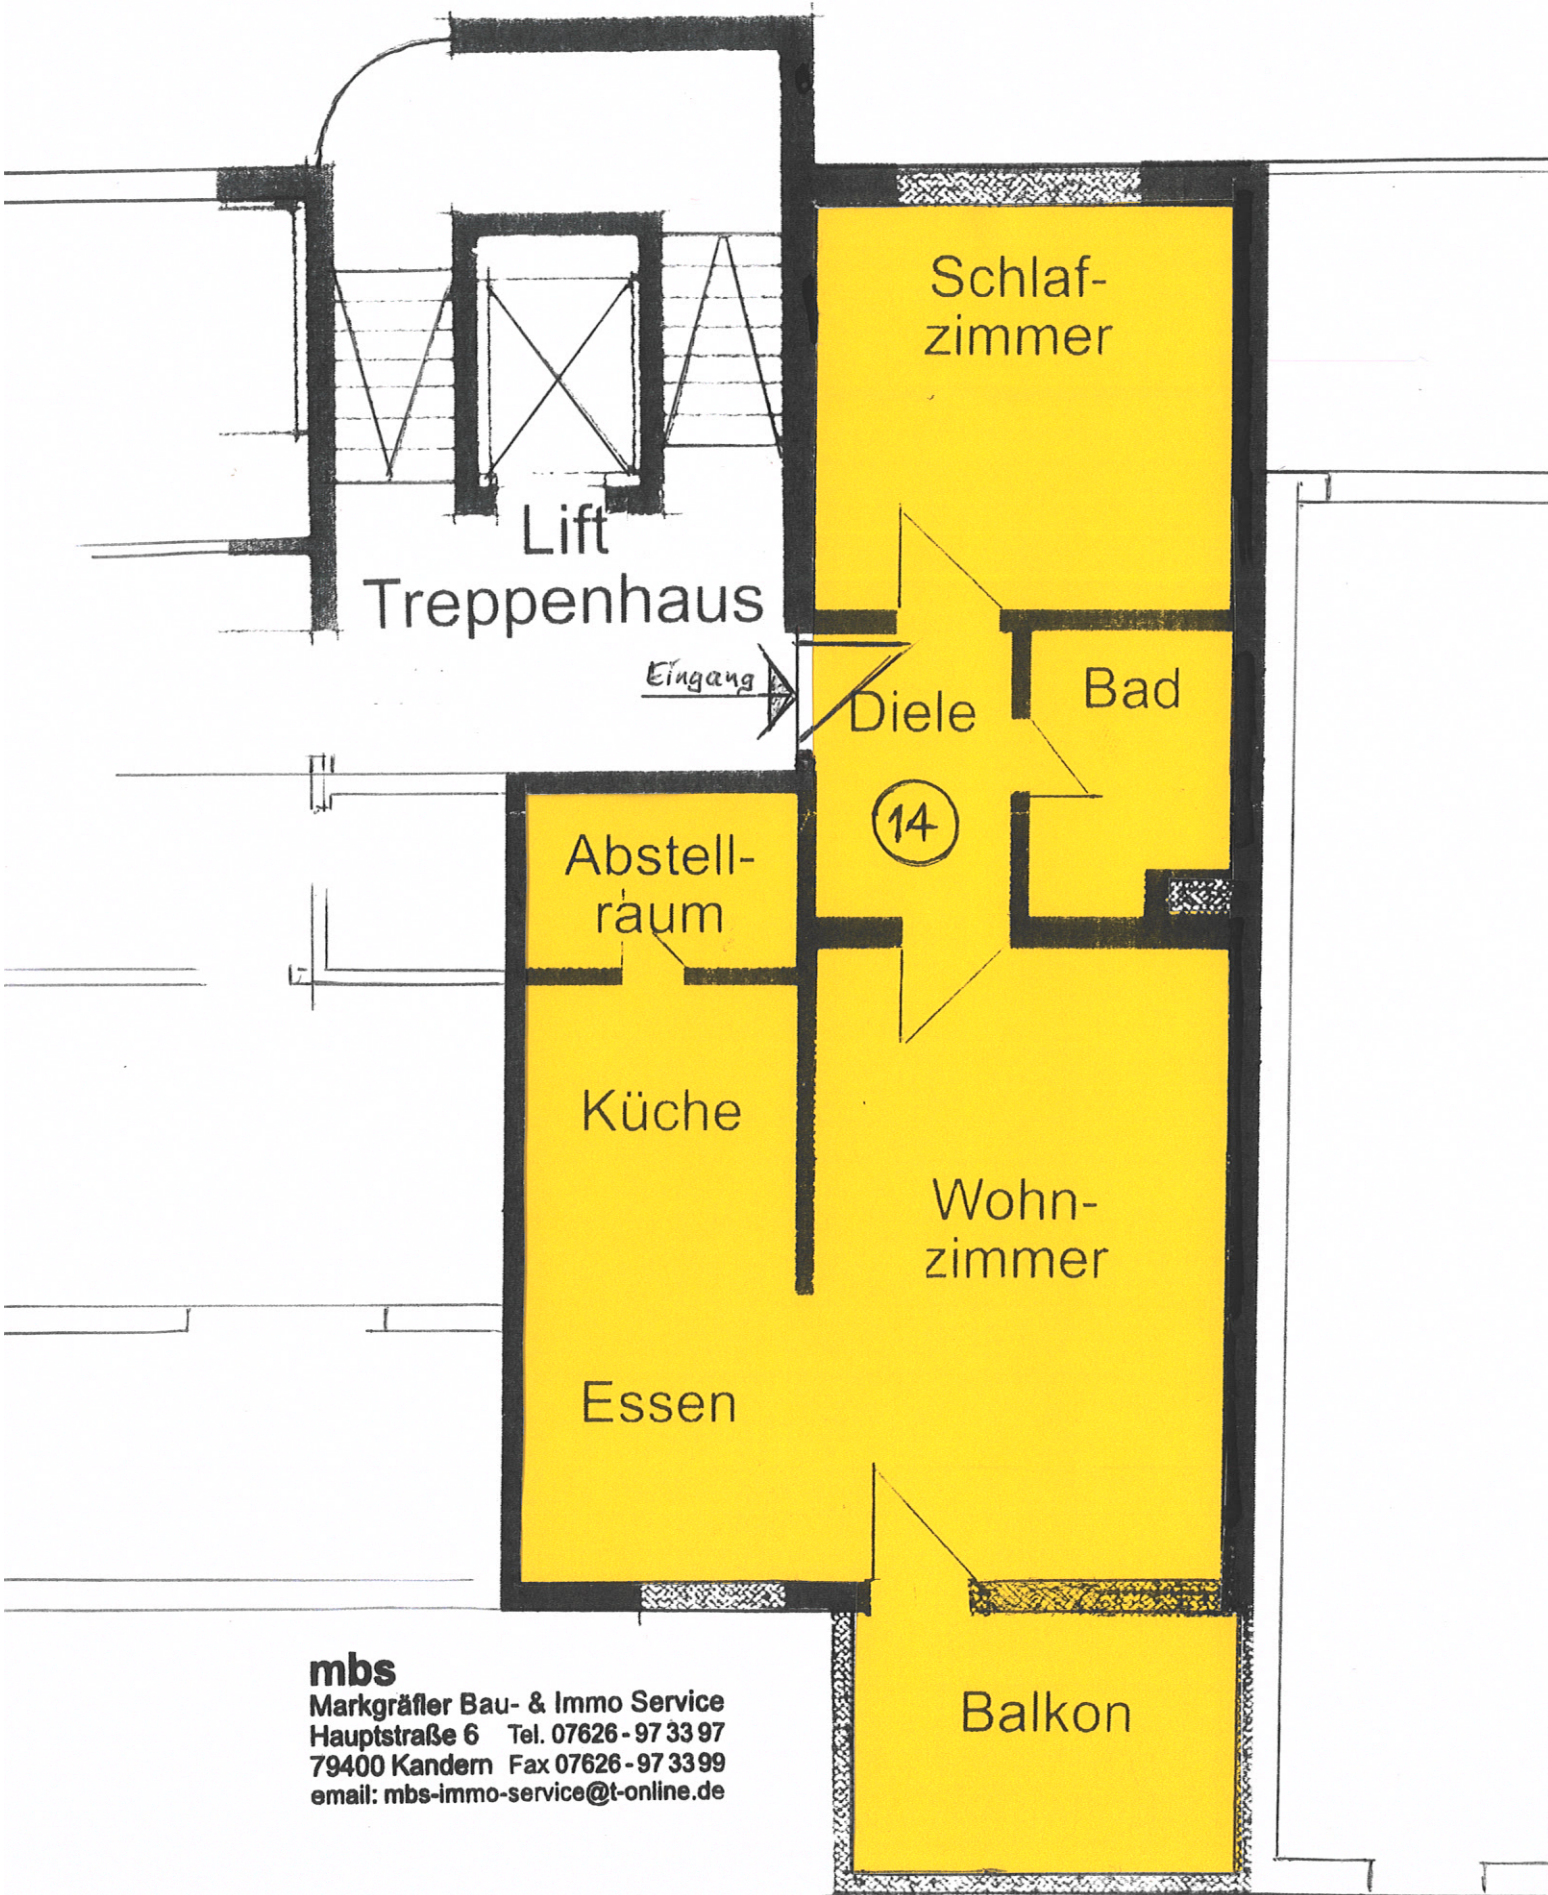 Schlaf-
zimmer
Lift
Treppenhaus
Eingang
Diele
Bad
14
Abstell-
raum
Küche
Wohn-
zimmer
Essen
Balkon
mbs
Markgräfler Bau- & Immo Service
Hauptstraße 6 Tel. 07626-97 33 97
79400 Kandern Fax 07626-97 33 99
email: mbs-immo-service@t-online.de